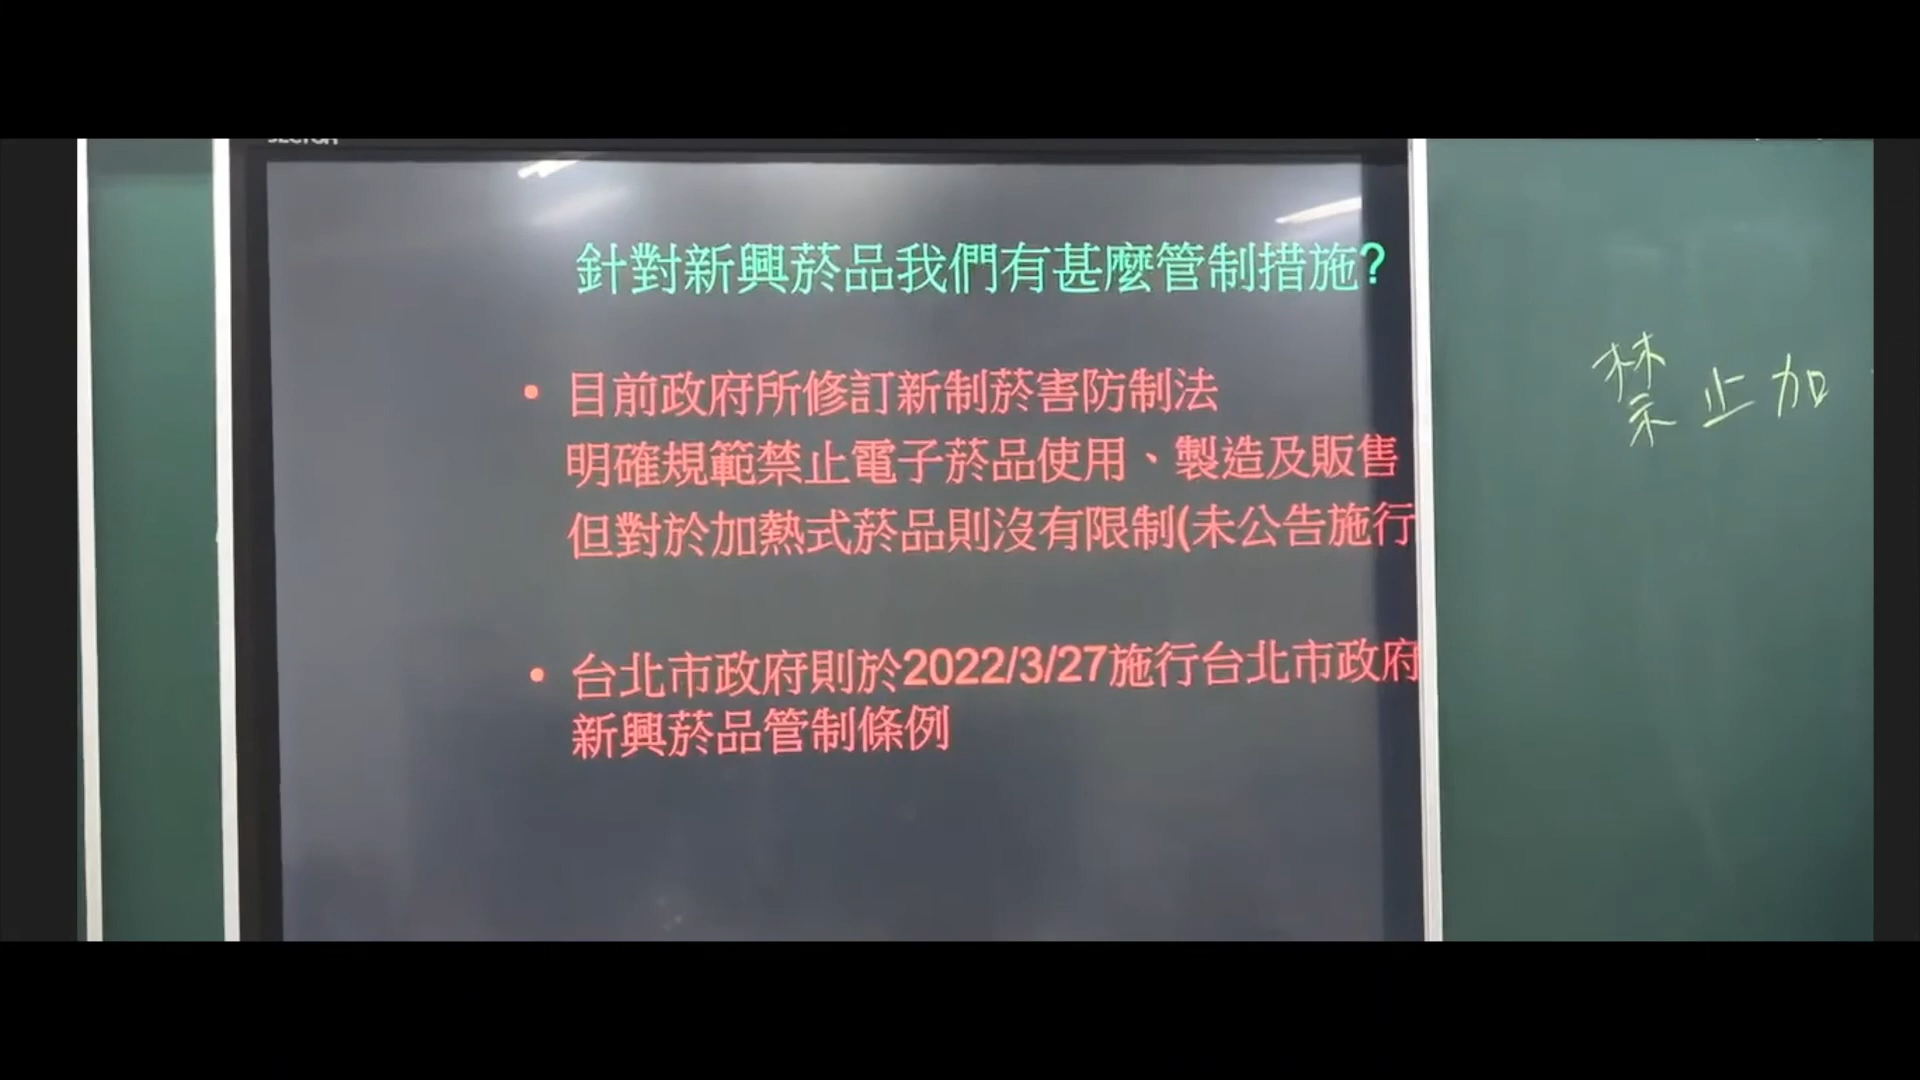 針對新興菸品我們有甚麼管制措施?
• 目前政府所修訂新制菸害防制法
明確規範禁止電子菸品使用、製造及販售
但對於加熱式菸品則沒有限制(未公告施行
• 台北市政府則於2022/3/27施行台北市政府
新興菸品管制條例
禁止加